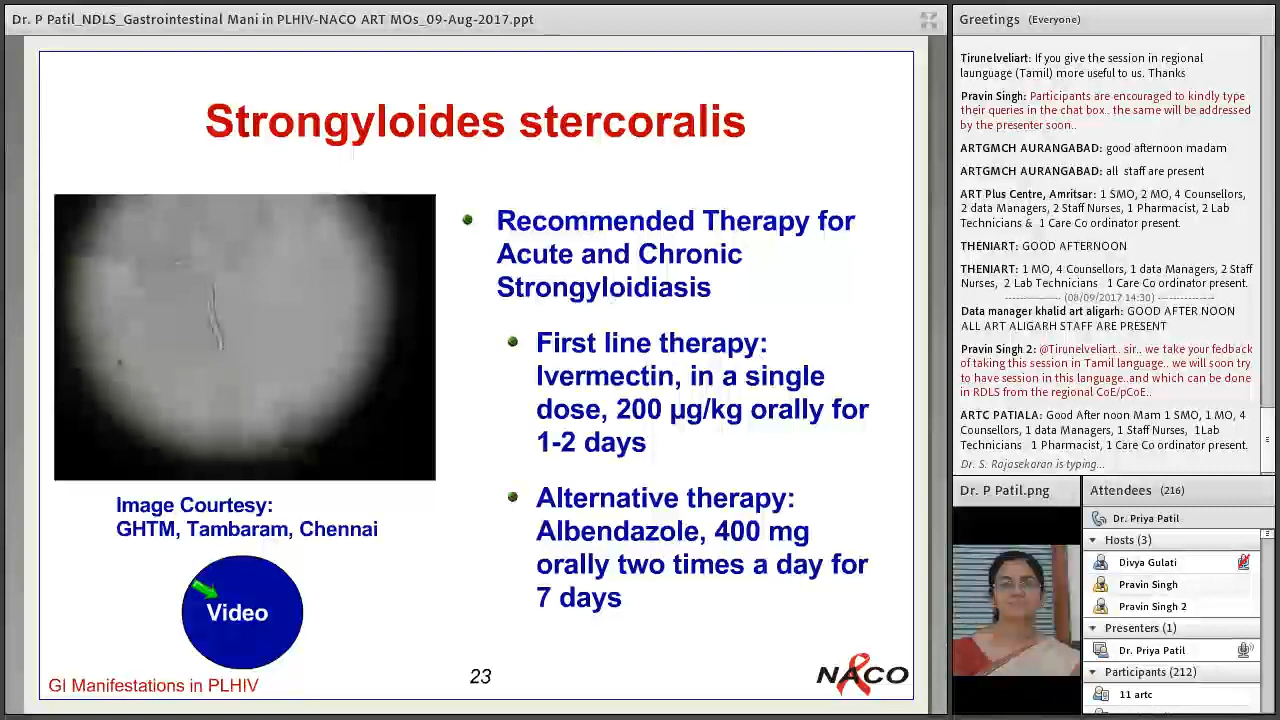 Dr. P Patil_NDLS_Gastrointestinal Mani in PLHIV-NACO ART MOs_09-Aug-2017.ppt
Strongyloides stercoralis
Recommended Therapy for
Acute and Chronic
Strongyloidiasis
First line therapy:
Ivermectin, in a single
dose, 200 µg/kg orally for
1-2 days
Alternative therapy:
Albendazole, 400 mg
orally two times a day for
7 days
Image Courtesy:
GHTM, Tambaram, Chennai
Video
GI Manifestations in PLHIV
23
NACO
Greetings (Everyone)
Tirunelveliart: If you give the session in regional
launguage (Tamil) more useful to us. Thanks
Pravin Singh: Participants are encouraged to kindly type
their queries in the chat box.. the same will be addressed
by the presenter soon..
ARTGMCH AURANGABAD: good afternoon madam
ARTGMCH AURANGABAD: all staff are present
ART Plus Centre, Amritsar: 1 SMO, 2 MO, 4 Counsellors,
2 data Managers, 2 Staff Nurses, 1 Pharmacist, 2 Lab
Technicians & 1 Care Co ordinator present.
THENIART: GOOD AFTERNOON
THENIART: 1 MO, 4 Counsellors, 1 data Managers, 2 Staff
Nurses, 2 Lab Technicians 1 Care Co ordinator present.
(08/09/2017 14:30)
Data manager khalid art aligarh: GOOD AFTER NOON
ALL ART ALIGARH STAFF ARE PRESENT
Pravin Singh 2: @Tirunelveliart.. sir.. we take your fedback
of taking this session in Tamil language.. we will soon try
to have session in this language..and which can be done
in RDLS from the regional CoE/pCoE..
ARTC PATIALA: Good After noon Mam 1 SMO, 1 MO, 4
Counsellors, 1 data Managers, 1 Staff Nurses, 1Lab
Technicians 1 Pharmacist, 1 Care Co ordinator present.
Dr. S. Rajasekaran is typing...
Dr. P Patil.png
Attendees (216)
Dr. Priya Patil
Hosts (3)
Divya Gulati
Pravin Singh
Pravin Singh 2
Presenters (1)
Dr. Priya Patil
Participants (212)
11 artc